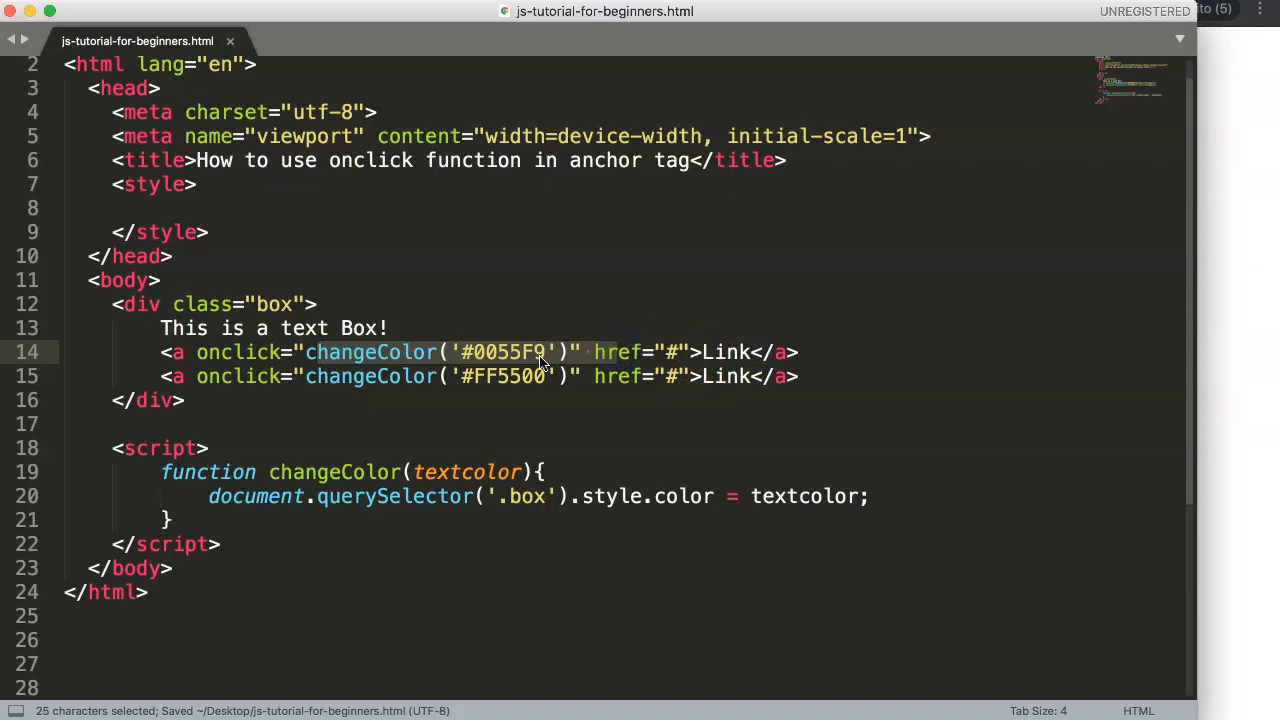 js-tutorial-for-beginners.html
UNREGISTERED
ito (5)
js-tutorial-for-beginners.html ×
2 <html lang="en">
3 <head>
4 <meta charset="utf-8">
5 <meta name="viewport" content="width=device-width, initial-scale=1">
6 <title>How to use onclick function in anchor tag</title>
7 <style>
8
9 </style>
10 </head>
11 <body>
12 <div class="box">
13 This is a text Box!
14 <a onclick="changeColor('#0055F9')" href="#">Link</a>
15 <a onclick="changeColor('#FF5500')" href="#">Link</a>
16 </div>
17
18 <script>
19 function changeColor(textcolor){
20 document.querySelector('.box').style.color = textcolor;
21 }
22 </script>
23 </body>
24 </html>
25
26
27
28
25 characters selected; Saved ~/Desktop/js-tutorial-for-beginners.html (UTF-8)
Tab Size: 4
HTML